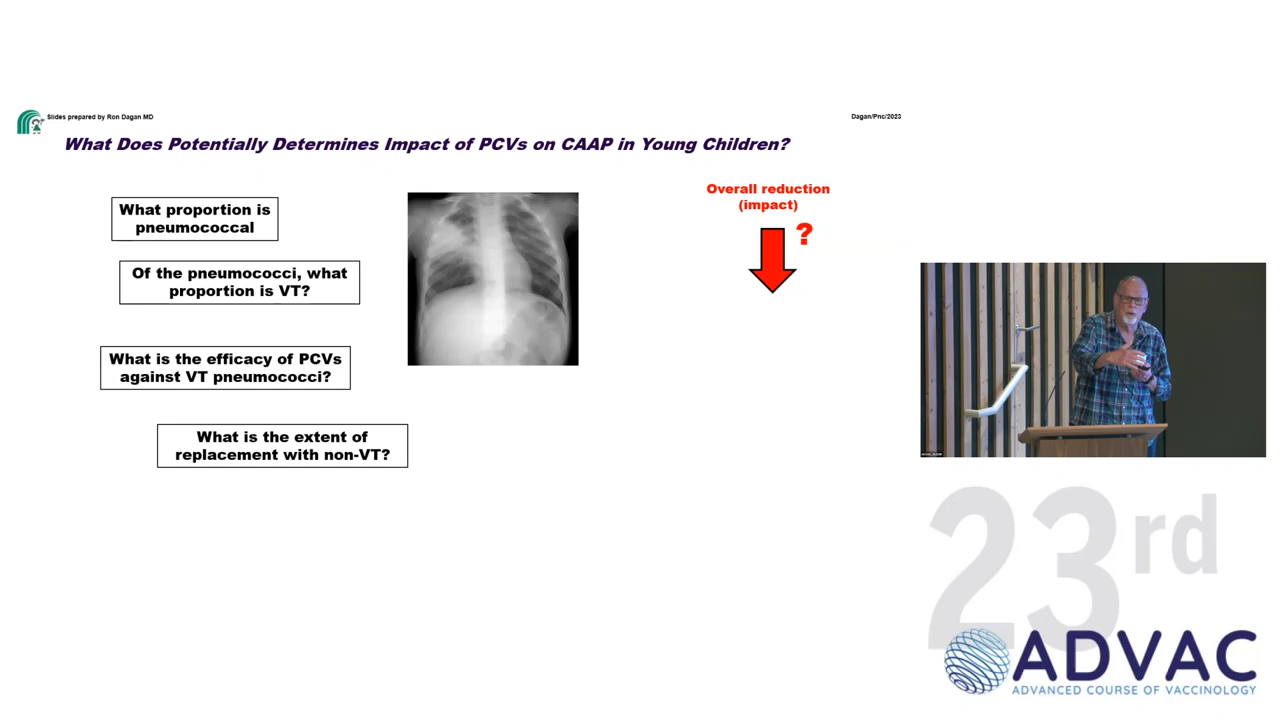 Slides prepared by Ron Dagan MD
Dagan/Pnc/2023
What Does Potentially Determines Impact of PCVs on CAAP in Young Children?
What proportion is
pneumococcal
Of the pneumococci, what
proportion is VT?
What is the efficacy of PCVs
against VT pneumococci?
What is the extent of
replacement with non-VT?
Overall reduction
(impact)
?
23rd
ADVAC
ADVANCED COURSE OF VACCINOLOGY